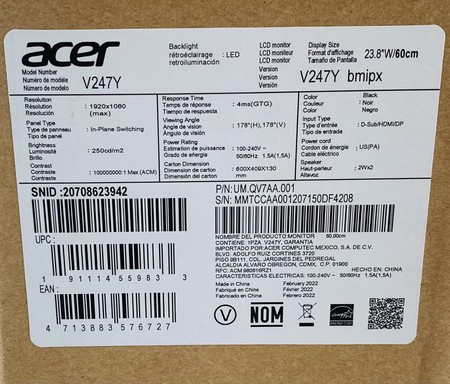 acer
Model Number
Numéro de modèle
Número de modelo
V247Y
Backlight
rétroéclairage : LED
retroiluminación
LCD monitor
LCD moniteur
LCD monitor
Version
Version
Versión
Display Size
Format d'affichage
Tamaño de Pantalla
23.8"W/60cm
V247Y bmipx
Resolution
Résolution : 1920x1080
Resolución (max)
Panel Type
Type de panneau : In-Plane Switching
Tipo de panel
Brightness
Luminosité : 250cd/m2
Brillo
Contrast
Contraste : 100000000:1 Max (ACM)
Contraste
Response Time
Temps de réponse : 4ms(GTG)
Tiempo de respuesta
Viewing Angle
Angle de vision : 178°(H),178°(V)
Ángulo de visión
Power Rating
Estimation de puissance : 100-240V~
Grado de energía 50/60Hz 1.5A(1,5A)
Carton Dimension
Carton dimension : 600X409X130
Cartón Dimensión mm
Color Black
Couleur : Noir
Color Negro
Input Type
Type d'entrée : D-Sub/HDMI/DP
Tipo de entrada
Power cord
Cordon d'énergie : US(PA)
Cable eléctrico
Speaker
Haut-parleur : 2Wx2
Altavoz
SNID :20708623942
P/N:UM.QV7AA.001
S/N: MMTCCAA001207150DF4208
UPC :
1 91114 35113 3
EAN :
4 713883 576727
NOMBRE DEL PRODUCTO:MONITOR 60,00cm
CONTIENE: 1PZA. V247Y, GARANTIA
IMPORTADO POR:ACER COMPUTEC MEXICO, S.A. DE C.V.
BLVD. ADOLFO RUIZ CORTINES 3720
PISO 9B101, COL. JARDINES DEL PEDREGAL
ALCALDIA ALVARO OBREGON, CDMX, C.P. 01900
RFC: ACM 980616RZ1 HECHO EN CHINA
CARACTERISTICAS ELECTRICAS: 100-240V~ 50/60Hz 1.5A(1,5A)
Made in China February 2022
Fabriqué en China Février 2022
Fabricado en China Febrero 2022
V
NOM
ENERGY STAR